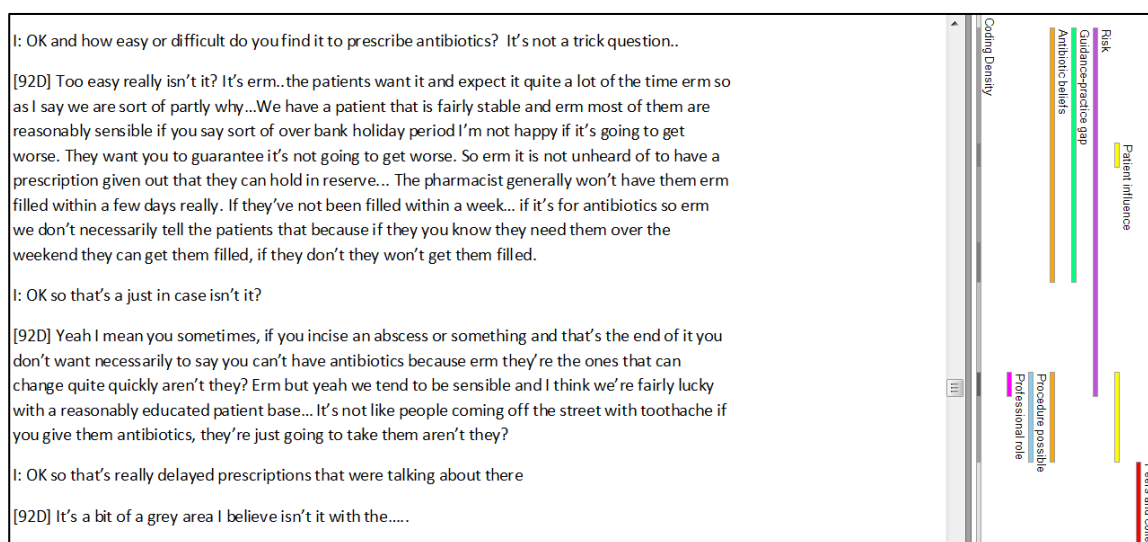 I: OK and how easy or difficult do you find it to prescribe antibiotics? It's not a trick question..
[92D] Too easy really isn't it? It's erm..the patients want it and expect it quite a lot of the time erm so
as I say we are sort of partly why...We have a patient that is fairly stable and erm most of them are
reasonably sensible if you say sort of over bank holiday period I'm not happy if it's going to get
worse. They want you to guarantee it's not going to get worse. So erm it is not unheard of to have a
prescription given out that they can hold in reserve... The pharmacist generally won't have them erm
filled within a few days really. If they've not been filled within a week... if it's for antibiotics so erm
we don't necessarily tell the patients that because if they you know they need them over the
weekend they can get them filled, if they don't they won't get them filled.
I: OK so that's a just in case isn't it?
[92D] Yeah I mean you sometimes, if you incise an abscess or something and that's the end of it you
don't want necessarily to say you can't have antibiotics because erm they're the ones that can
change quite quickly aren't they? Erm but yeah we tend to be sensible and I think we're fairly lucky
with a reasonably educated patient base... It's not like people coming off the street with toothache if
you give them antibiotics, they're just going to take them aren't they?
I: OK so that's really delayed prescriptions that were talking about there
[92D] It's a bit of a grey area I believe isn't it with the.....
Coding Density
Antibiotic beliefs
Guidance-practice gap
Risk
Patient influence
Professional role
Procedure possible